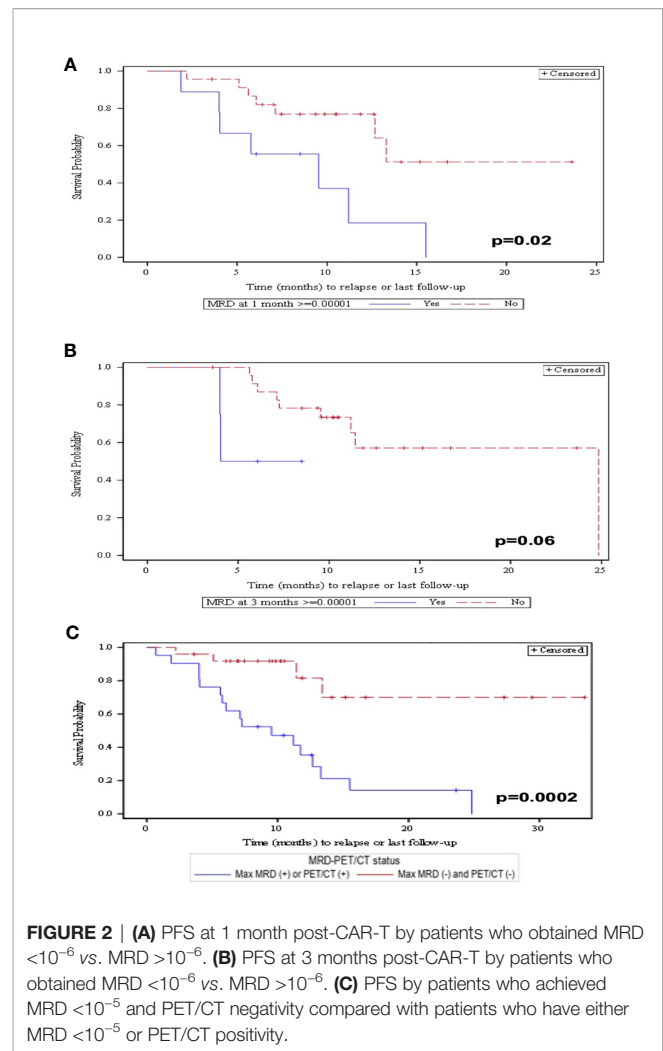 A
+ Censored
1.0
0.8
0.6
0.4
0.2
0.0
Survival Probability
p=0.02
0 5 10 15 20 25
Time (months) to relapse or last follow-up
MRD at 1 month >=0.00001 Yes No
B
+ Censored
1.0
0.8
0.6
0.4
0.2
0.0
Survival Probability
p=0.06
0 5 10 15 20 25
Time (months) to relapse or last follow-up
MRD at 3 months >=0.00001 Yes No
C
+ Censored
1.0
0.8
0.6
0.4
0.2
0.0
Survival Probability
p=0.0002
0 10 20 30
Time (months) to relapse or last follow-up
MRD-PET/CT status
Max MRD (+) or PET/CT (+) Max MRD (-) and PET/CT (-)
FIGURE 2 | (A) PFS at 1 month post-CAR-T by patients who obtained MRD
<10⁻⁶ vs. MRD >10⁻⁶. (B) PFS at 3 months post-CAR-T by patients who
obtained MRD <10⁻⁶ vs. MRD >10⁻⁶. (C) PFS by patients who achieved
MRD <10⁻⁵ and PET/CT negativity compared with patients who have either
MRD <10⁻⁵ or PET/CT positivity.